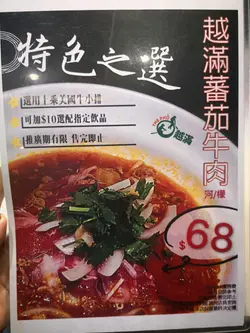 特色之選
越滿蕃茄牛肉
河/檬
選用上乘美國牛小排
可加$10選配指定飲品
推廣期有限 售完即止
越滿
$68